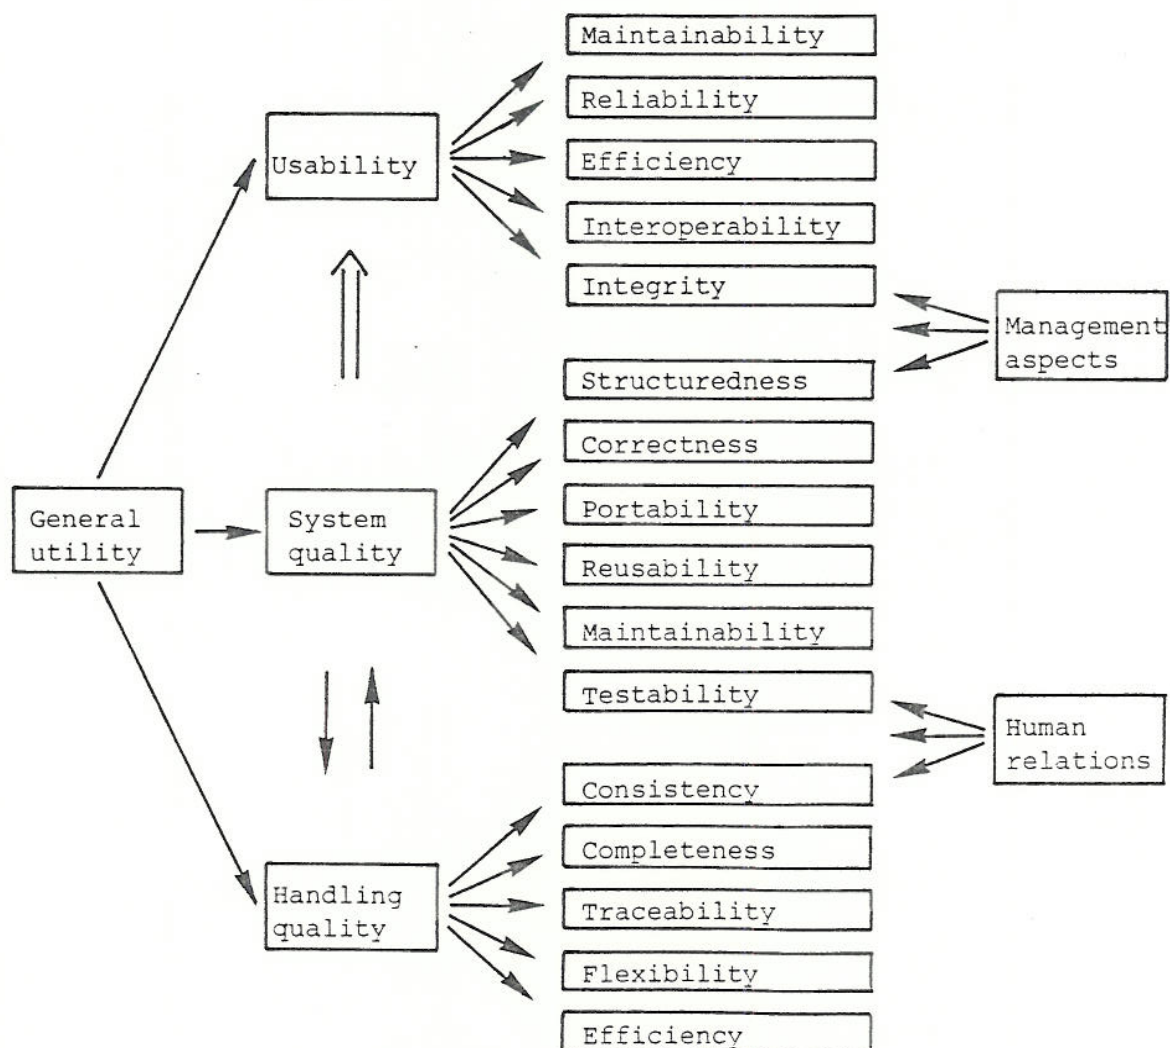 Maintainability
Reliability
Usability
Efficiency
Interoperability
Integrity
Management
aspects
Structuredness
Correctness
General
utility
System
quality
Portability
Reusability
Maintainability
Testability
Human
relations
Consistency
Completeness
Handling
quality
Traceability
Flexibility
Efficiency